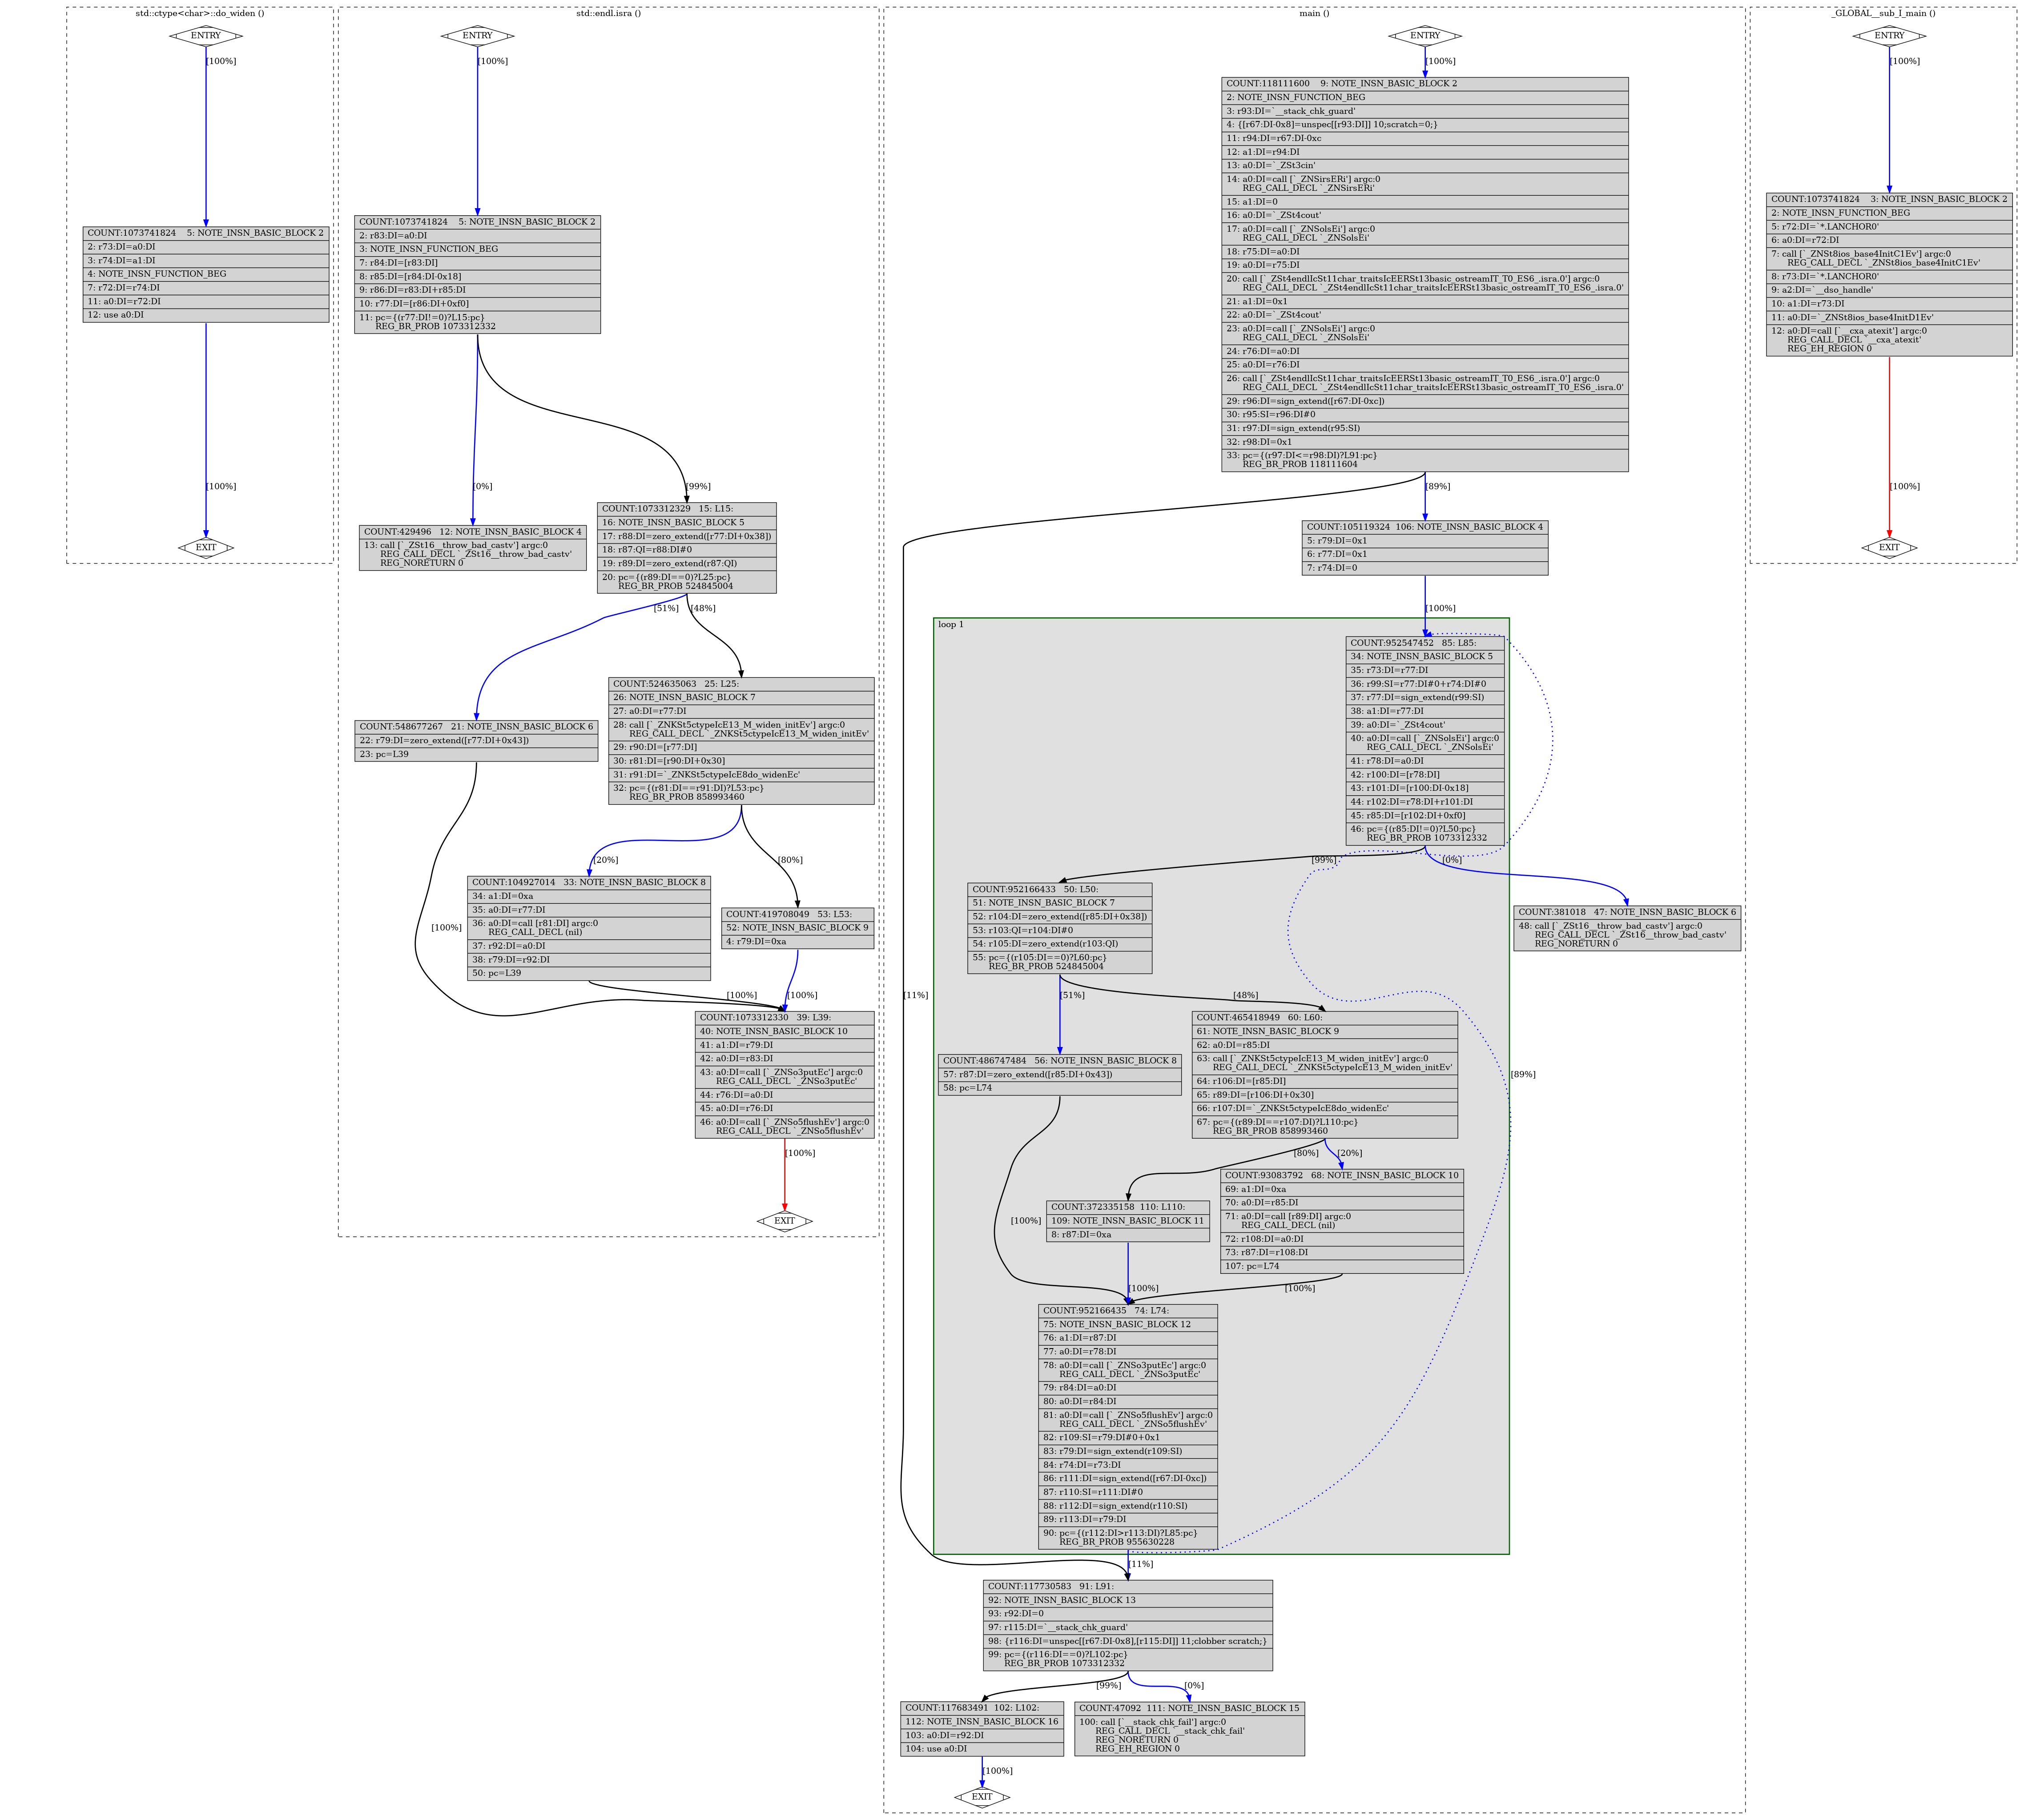 std::ctype<char>::do_widen ()
ENTRY
[100%]
COUNT:1073741824    5: NOTE_INSN_BASIC_BLOCK 2
2: r73:DI=a0:DI
3: r74:DI=a1:DI
4: NOTE_INSN_FUNCTION_BEG
7: r72:DI=r74:DI
11: a0:DI=r72:DI
12: use a0:DI
[100%]
EXIT
std::endl.isra ()
ENTRY
[100%]
COUNT:1073741824    5: NOTE_INSN_BASIC_BLOCK 2
2: r83:DI=a0:DI
3: NOTE_INSN_FUNCTION_BEG
7: r84:DI=[r83:DI]
8: r85:DI=[r84:DI-0x18]
9: r86:DI=r83:DI+r85:DI
10: r77:DI=[r86:DI+0xf0]
11: pc={(r77:DI!=0)?L15:pc}
REG_BR_PROB 1073312332
[0%]
[99%]
COUNT:429496   12: NOTE_INSN_BASIC_BLOCK 4
13: call [`_ZSt16__throw_bad_castv'] argc:0
REG_CALL_DECL `_ZSt16__throw_bad_castv'
REG_NORETURN 0
COUNT:1073312329   15: L15:
16: NOTE_INSN_BASIC_BLOCK 5
17: r88:DI=zero_extend([r77:DI+0x38])
18: r87:QI=r88:DI#0
19: r89:DI=zero_extend(r87:QI)
20: pc={(r89:DI==0)?L25:pc}
REG_BR_PROB 524845004
[51%]
[48%]
COUNT:548677267   21: NOTE_INSN_BASIC_BLOCK 6
22: r79:DI=zero_extend([r77:DI+0x43])
23: pc=L39
COUNT:524635063   25: L25:
26: NOTE_INSN_BASIC_BLOCK 7
27: a0:DI=r77:DI
28: call [`_ZNKSt5ctypeIcE13_M_widen_initEv'] argc:0
REG_CALL_DECL `_ZNKSt5ctypeIcE13_M_widen_initEv'
29: r90:DI=[r77:DI]
30: r81:DI=[r90:DI+0x30]
31: r91:DI=`_ZNKSt5ctypeIcE8do_widenEc'
32: pc={(r81:DI==r91:DI)?L53:pc}
REG_BR_PROB 858993460
[20%]
[80%]
COUNT:104927014   33: NOTE_INSN_BASIC_BLOCK 8
34: a1:DI=0xa
35: a0:DI=r77:DI
36: a0:DI=call [r81:DI] argc:0
REG_CALL_DECL (nil)
37: r92:DI=a0:DI
38: r79:DI=r92:DI
50: pc=L39
COUNT:419708049   53: L53:
52: NOTE_INSN_BASIC_BLOCK 9
4: r79:DI=0xa
[100%]
[100%]
[100%]
COUNT:1073312330   39: L39:
40: NOTE_INSN_BASIC_BLOCK 10
41: a1:DI=r79:DI
42: a0:DI=r83:DI
43: a0:DI=call [`_ZNSo3putEc'] argc:0
REG_CALL_DECL `_ZNSo3putEc'
44: r76:DI=a0:DI
45: a0:DI=r76:DI
46: a0:DI=call [`_ZNSo5flushEv'] argc:0
REG_CALL_DECL `_ZNSo5flushEv'
[100%]
EXIT
main ()
ENTRY
[100%]
COUNT:118111600    9: NOTE_INSN_BASIC_BLOCK 2
2: NOTE_INSN_FUNCTION_BEG
3: r93:DI=`__stack_chk_guard'
4: {[r67:DI-0x8]=unspec[[r93:DI]] 10;scratch=0;}
11: r94:DI=r67:DI-0xc
12: a1:DI=r94:DI
13: a0:DI=`_ZSt3cin'
14: a0:DI=call [`_ZNSirsERi'] argc:0
REG_CALL_DECL `_ZNSirsERi'
15: a1:DI=0
16: a0:DI=`_ZSt4cout'
17: a0:DI=call [`_ZNSolsEi'] argc:0
REG_CALL_DECL `_ZNSolsEi'
18: r75:DI=a0:DI
19: a0:DI=r75:DI
20: call [`_ZSt4endlIcSt11char_traitsIcEERSt13basic_ostreamIT_T0_ES6_.isra.0'] argc:0
REG_CALL_DECL `_ZSt4endlIcSt11char_traitsIcEERSt13basic_ostreamIT_T0_ES6_.isra.0'
21: a1:DI=0x1
22: a0:DI=`_ZSt4cout'
23: a0:DI=call [`_ZNSolsEi'] argc:0
REG_CALL_DECL `_ZNSolsEi'
24: r76:DI=a0:DI
25: a0:DI=r76:DI
26: call [`_ZSt4endlIcSt11char_traitsIcEERSt13basic_ostreamIT_T0_ES6_.isra.0'] argc:0
REG_CALL_DECL `_ZSt4endlIcSt11char_traitsIcEERSt13basic_ostreamIT_T0_ES6_.isra.0'
29: r96:DI=sign_extend([r67:DI-0xc])
30: r95:SI=r96:DI#0
31: r97:DI=sign_extend(r95:SI)
32: r98:DI=0x1
33: pc={(r97:DI<=r98:DI)?L91:pc}
REG_BR_PROB 118111604
[89%]
[11%]
COUNT:105119324  106: NOTE_INSN_BASIC_BLOCK 4
5: r79:DI=0x1
6: r77:DI=0x1
7: r74:DI=0
[100%]
loop 1
COUNT:952547452   85: L85:
34: NOTE_INSN_BASIC_BLOCK 5
35: r73:DI=r77:DI
36: r99:SI=r77:DI#0+r74:DI#0
37: r77:DI=sign_extend(r99:SI)
38: a1:DI=r77:DI
39: a0:DI=`_ZSt4cout'
40: a0:DI=call [`_ZNSolsEi'] argc:0
REG_CALL_DECL `_ZNSolsEi'
41: r78:DI=a0:DI
42: r100:DI=[r78:DI]
43: r101:DI=[r100:DI-0x18]
44: r102:DI=r78:DI+r101:DI
45: r85:DI=[r102:DI+0xf0]
46: pc={(r85:DI!=0)?L50:pc}
REG_BR_PROB 1073312332
[99%]
[0%]
COUNT:952166433   50: L50:
51: NOTE_INSN_BASIC_BLOCK 7
52: r104:DI=zero_extend([r85:DI+0x38])
53: r103:QI=r104:DI#0
54: r105:DI=zero_extend(r103:QI)
55: pc={(r105:DI==0)?L60:pc}
REG_BR_PROB 524845004
COUNT:381018   47: NOTE_INSN_BASIC_BLOCK 6
48: call [`_ZSt16__throw_bad_castv'] argc:0
REG_CALL_DECL `_ZSt16__throw_bad_castv'
REG_NORETURN 0
[51%]
[48%]
COUNT:486747484   56: NOTE_INSN_BASIC_BLOCK 8
57: r87:DI=zero_extend([r85:DI+0x43])
58: pc=L74
COUNT:465418949   60: L60:
61: NOTE_INSN_BASIC_BLOCK 9
62: a0:DI=r85:DI
63: call [`_ZNKSt5ctypeIcE13_M_widen_initEv'] argc:0
REG_CALL_DECL `_ZNKSt5ctypeIcE13_M_widen_initEv'
64: r106:DI=[r85:DI]
65: r89:DI=[r106:DI+0x30]
66: r107:DI=`_ZNKSt5ctypeIcE8do_widenEc'
67: pc={(r89:DI==r107:DI)?L110:pc}
REG_BR_PROB 858993460
[89%]
[80%]
[20%]
COUNT:372335158  110: L110:
109: NOTE_INSN_BASIC_BLOCK 11
8: r87:DI=0xa
COUNT:93083792   68: NOTE_INSN_BASIC_BLOCK 10
69: a1:DI=0xa
70: a0:DI=r85:DI
71: a0:DI=call [r89:DI] argc:0
REG_CALL_DECL (nil)
72: r108:DI=a0:DI
73: r87:DI=r108:DI
107: pc=L74
[100%]
[100%]
[100%]
COUNT:952166435   74: L74:
75: NOTE_INSN_BASIC_BLOCK 12
76: a1:DI=r87:DI
77: a0:DI=r78:DI
78: a0:DI=call [`_ZNSo3putEc'] argc:0
REG_CALL_DECL `_ZNSo3putEc'
79: r84:DI=a0:DI
80: a0:DI=r84:DI
81: a0:DI=call [`_ZNSo5flushEv'] argc:0
REG_CALL_DECL `_ZNSo5flushEv'
82: r109:SI=r79:DI#0+0x1
83: r79:DI=sign_extend(r109:SI)
84: r74:DI=r73:DI
86: r111:DI=sign_extend([r67:DI-0xc])
87: r110:SI=r111:DI#0
88: r112:DI=sign_extend(r110:SI)
89: r113:DI=r79:DI
90: pc={(r112:DI>r113:DI)?L85:pc}
REG_BR_PROB 955630228
[11%]
COUNT:117730583   91: L91:
92: NOTE_INSN_BASIC_BLOCK 13
93: r92:DI=0
97: r115:DI=`__stack_chk_guard'
98: {r116:DI=unspec[[r67:DI-0x8],[r115:DI]] 11;clobber scratch;}
99: pc={(r116:DI==0)?L102:pc}
REG_BR_PROB 1073312332
[99%]
[0%]
COUNT:117683491  102: L102:
112: NOTE_INSN_BASIC_BLOCK 16
103: a0:DI=r92:DI
104: use a0:DI
COUNT:47092  111: NOTE_INSN_BASIC_BLOCK 15
100: call [`__stack_chk_fail'] argc:0
REG_CALL_DECL `__stack_chk_fail'
REG_NORETURN 0
REG_EH_REGION 0
[100%]
EXIT
_GLOBAL__sub_I_main ()
ENTRY
[100%]
COUNT:1073741824    3: NOTE_INSN_BASIC_BLOCK 2
2: NOTE_INSN_FUNCTION_BEG
5: r72:DI=`*.LANCHOR0'
6: a0:DI=r72:DI
7: call [`_ZNSt8ios_base4InitC1Ev'] argc:0
REG_CALL_DECL `_ZNSt8ios_base4InitC1Ev'
8: r73:DI=`*.LANCHOR0'
9: a2:DI=`__dso_handle'
10: a1:DI=r73:DI
11: a0:DI=`_ZNSt8ios_base4InitD1Ev'
12: a0:DI=call [`__cxa_atexit'] argc:0
REG_CALL_DECL `__cxa_atexit'
REG_EH_REGION 0
[100%]
EXIT